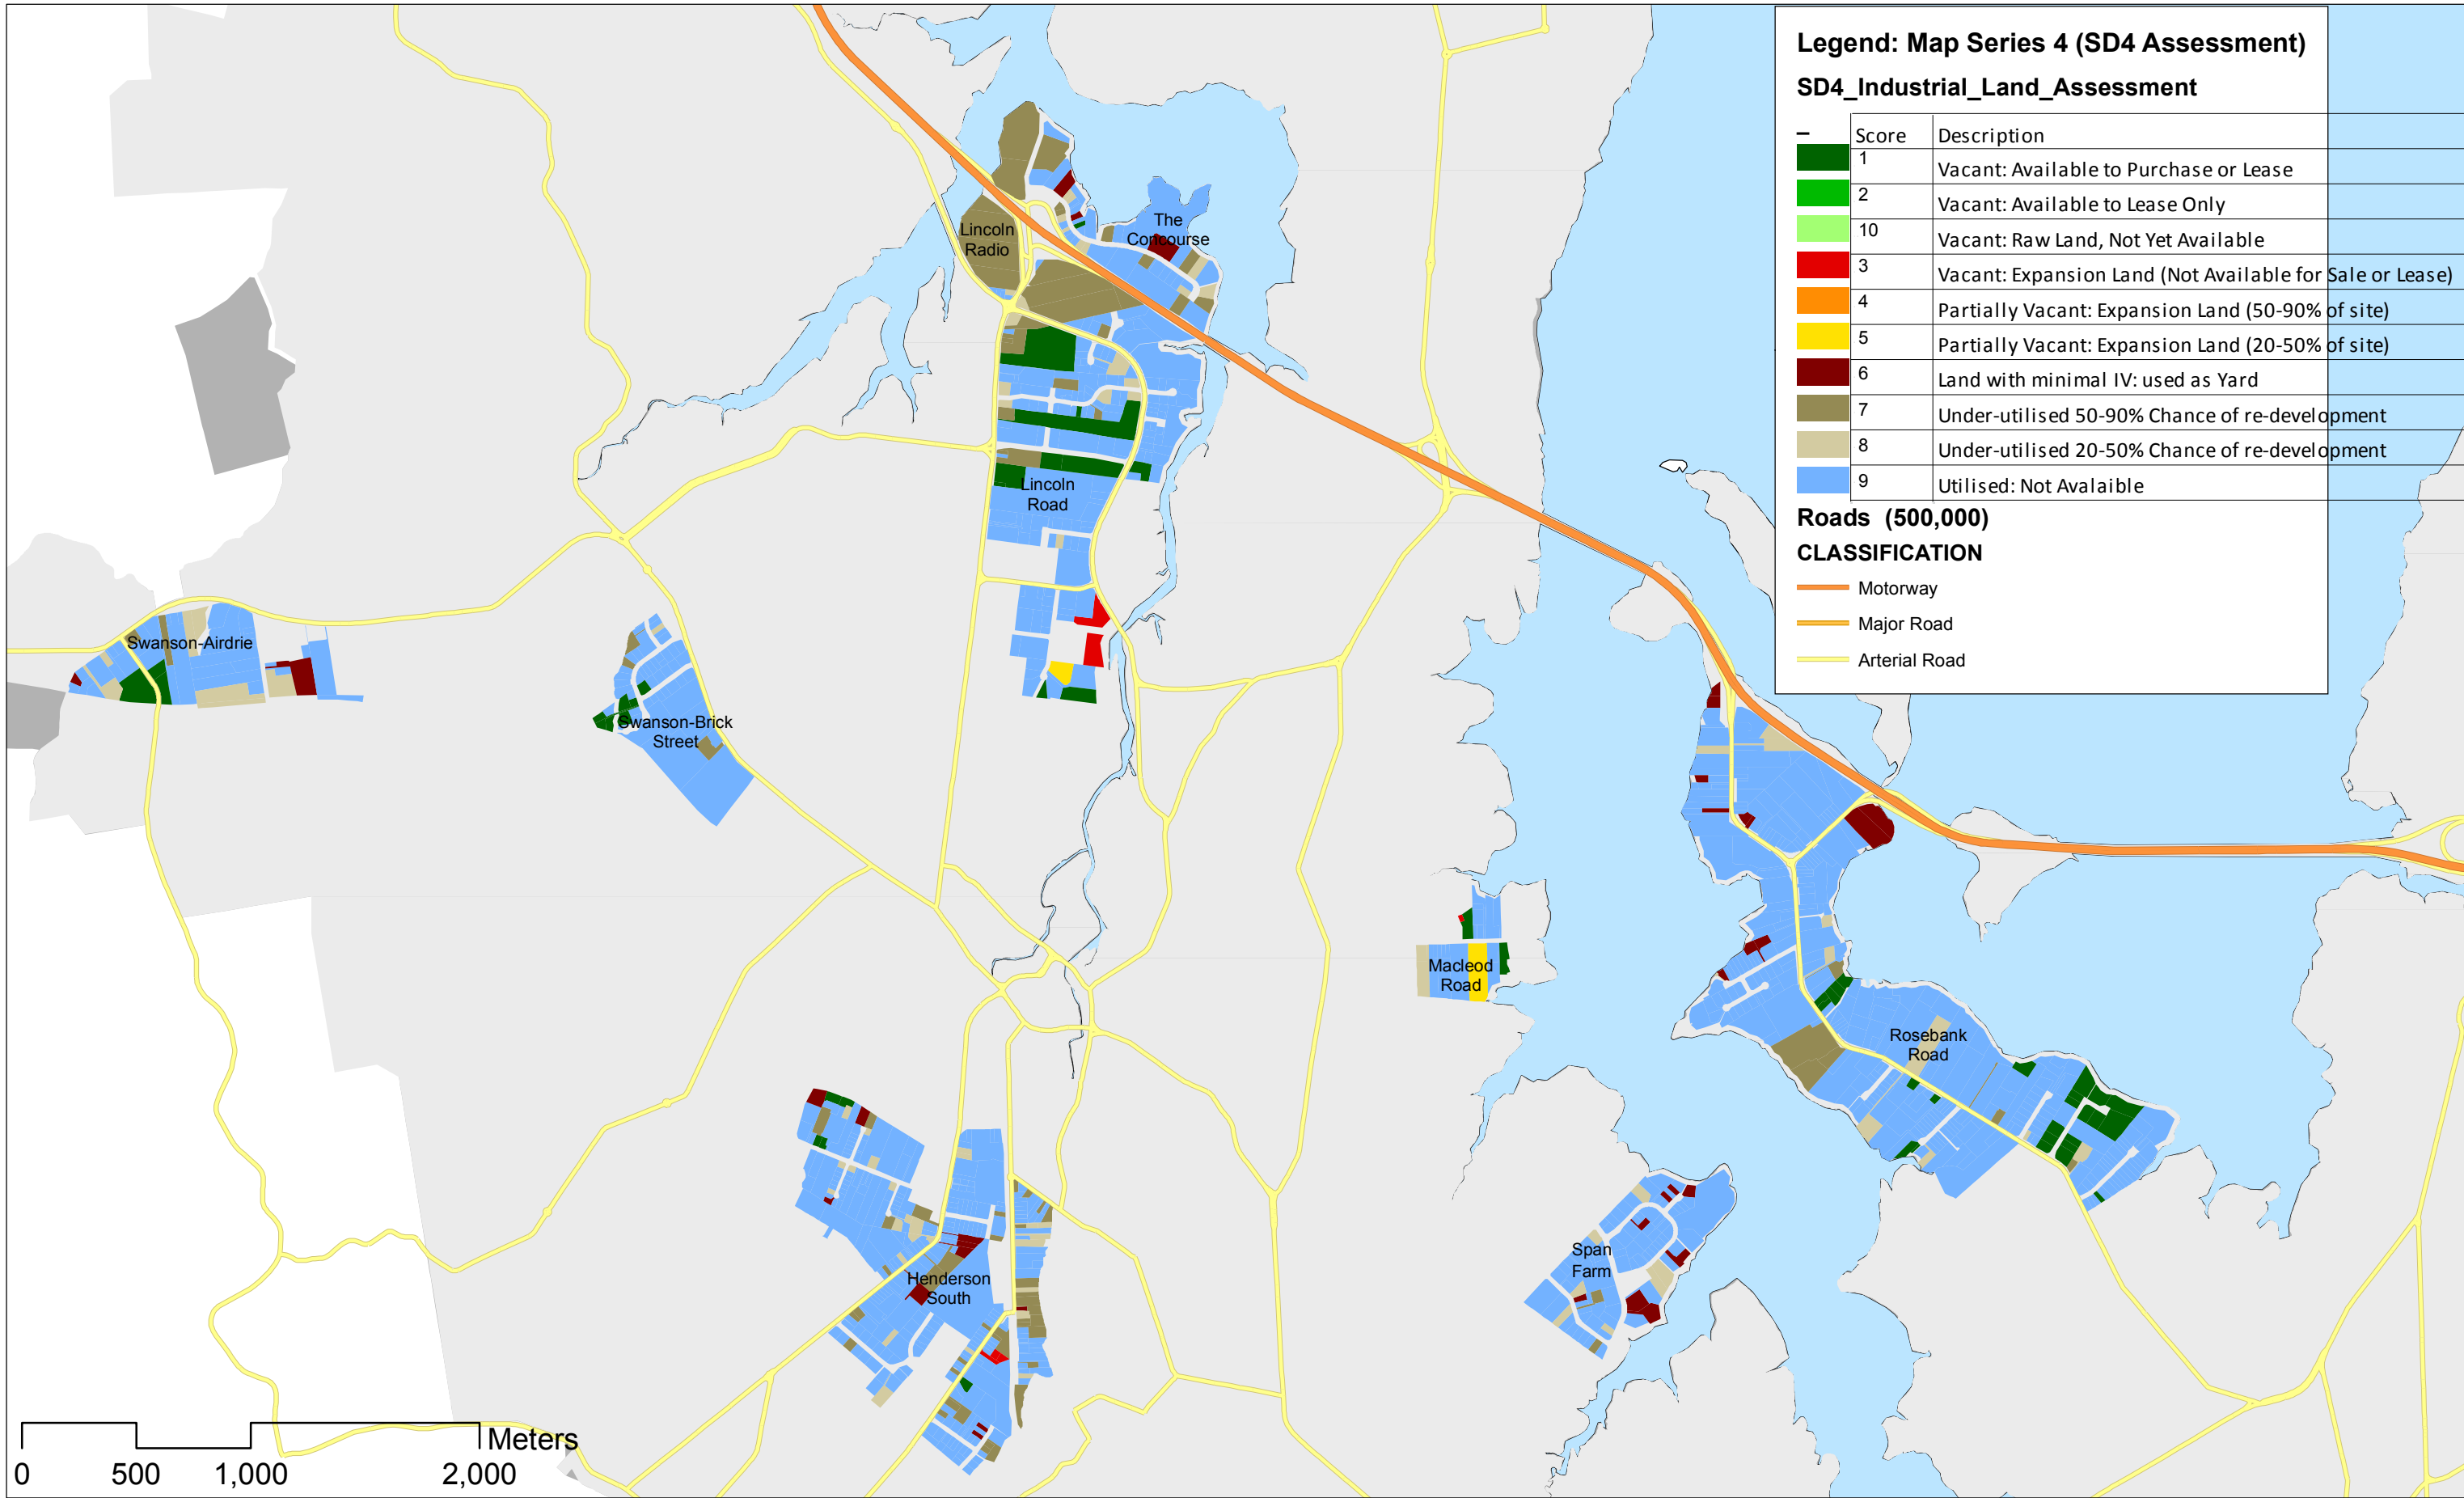 Legend: Map Series 4 (SD4 Assessment)
SD4_Industrial_Land_Assessment
Score Description
1 Vacant: Available to Purchase or Lease
2 Vacant: Available to Lease Only
10 Vacant: Raw Land, Not Yet Available
3 Vacant: Expansion Land (Not Available for Sale or Lease)
4 Partially Vacant: Expansion Land (50-90% of site)
5 Partially Vacant: Expansion Land (20-50% of site)
6 Land with minimal IV: used as Yard
7 Under-utilised 50-90% Chance of re-development
8 Under-utilised 20-50% Chance of re-development
9 Utilised: Not Avalaible
Roads (500,000)
CLASSIFICATION
Motorway
Major Road
Arterial Road
The
Concourse
Lincoln
Radio
Lincoln
Road
Swanson-Airdrie
Swanson-Brick
Street
Macleod
Road
Rosebank
Road
Span
Farm
Henderson
South
Meters
0 500 1,000 2,000